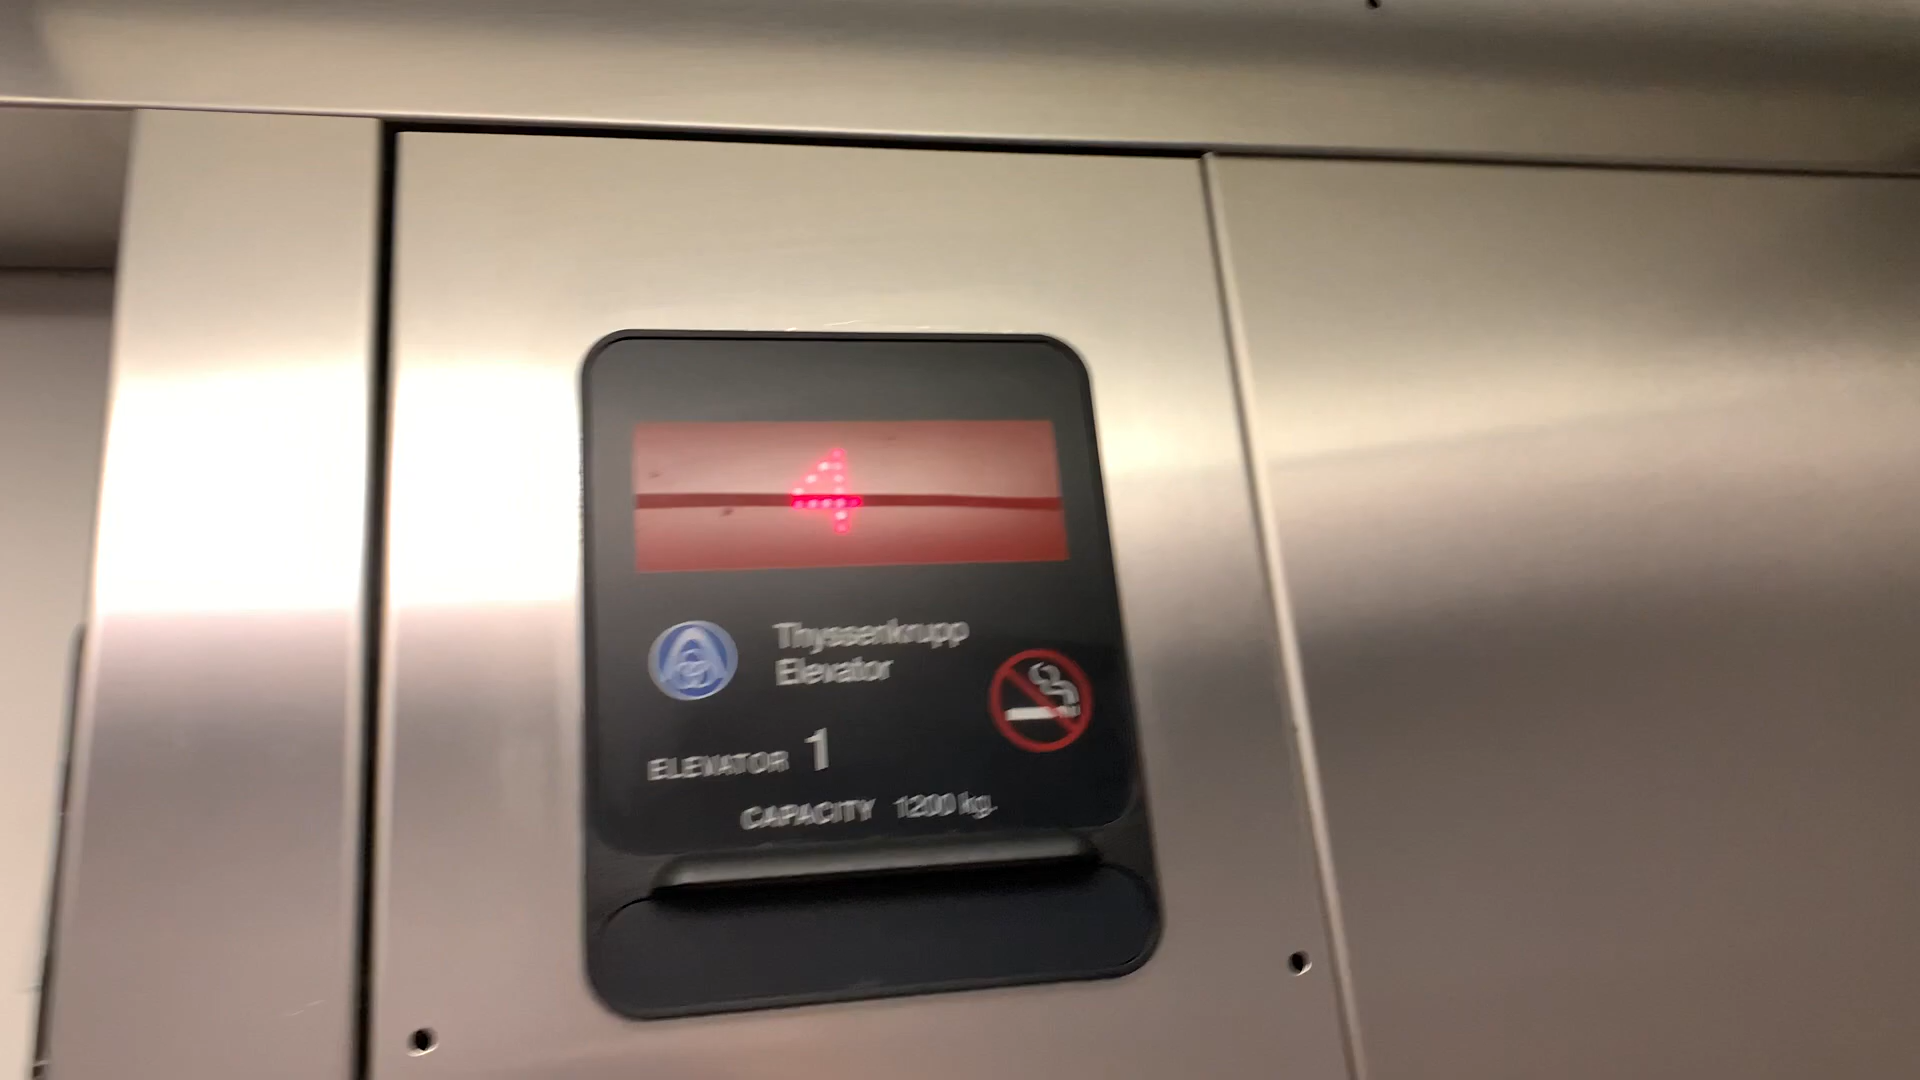 4
Thyssenkrupp
Elevator
ELEVATOR 1
CAPACITY 1200 kg.